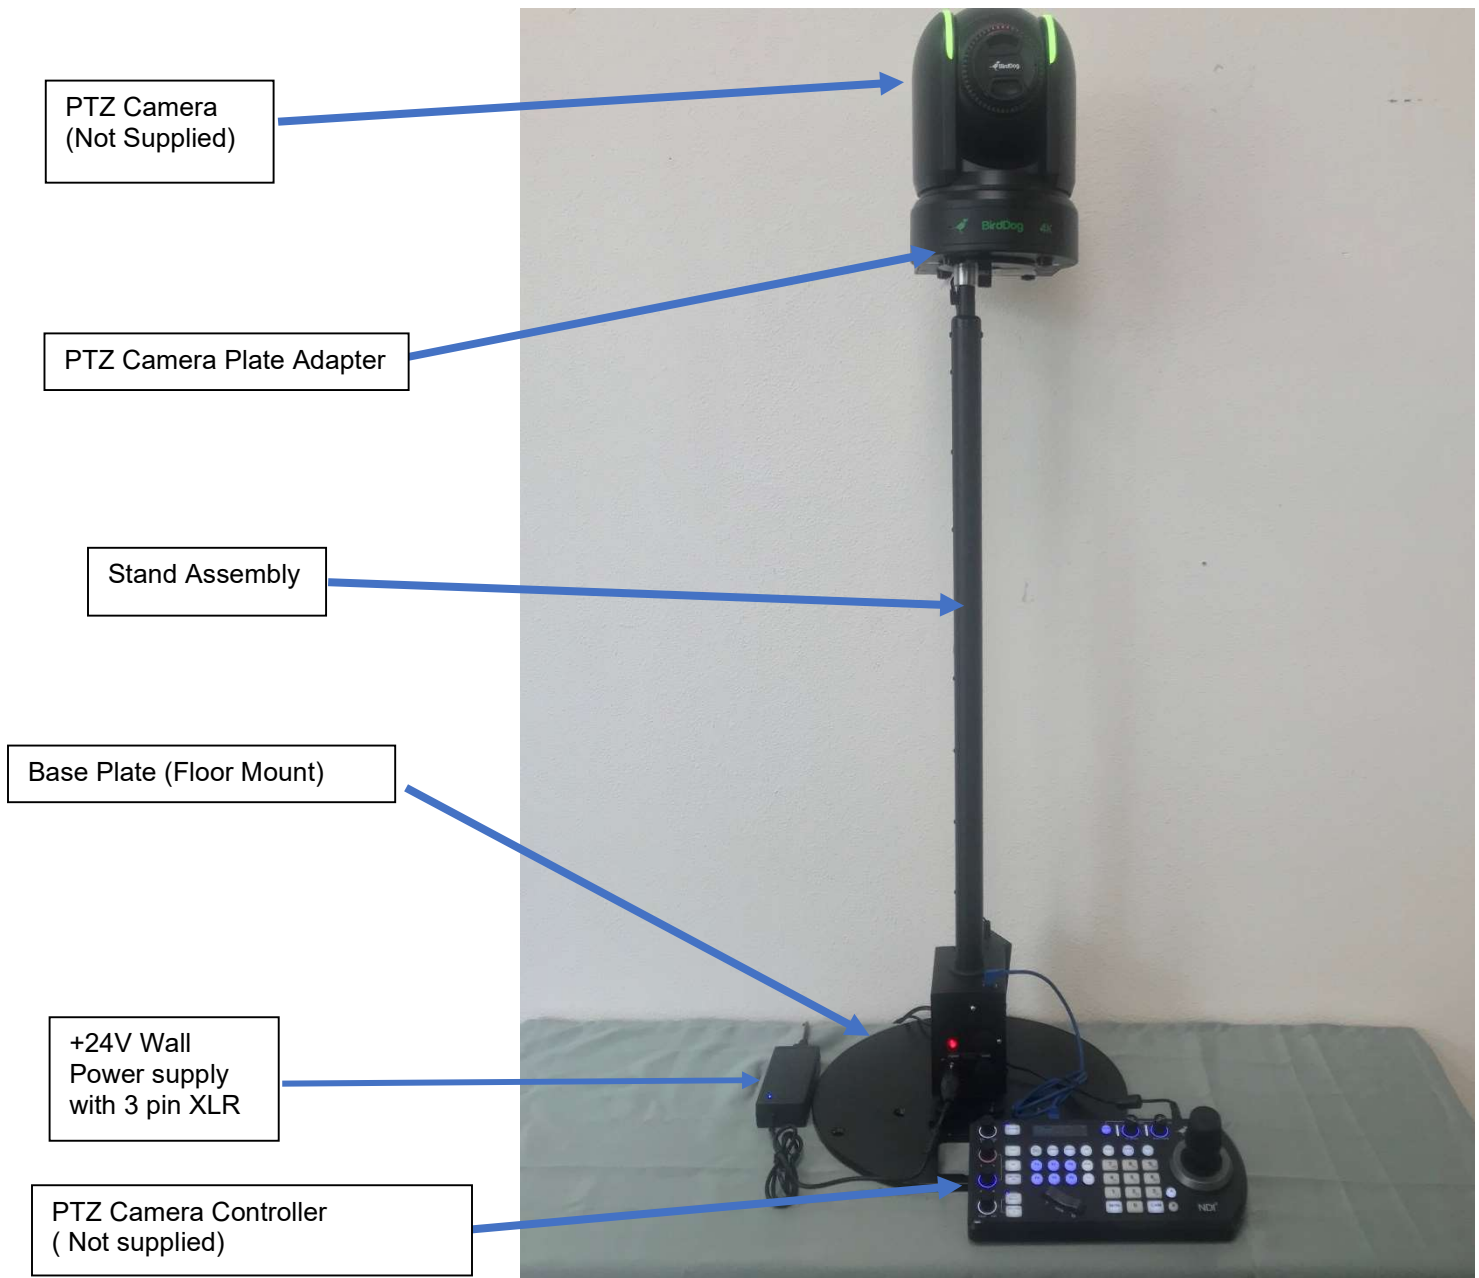 PTZ Camera
(Not Supplied)
BirdDog
BirdDog 4K
PTZ Camera Plate Adapter
Stand Assembly
Base Plate (Floor Mount)
+24V Wall
Power supply
with 3 pin XLR
PTZ Camera Controller
( Not supplied)
NDI